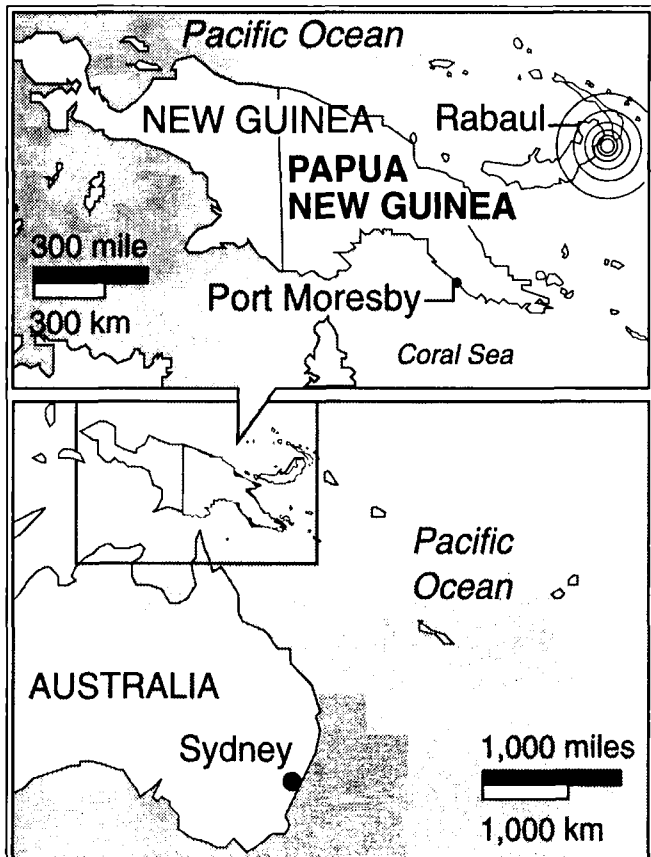 Pacific Ocean
NEW GUINEA
Rabaul
PAPUA
NEW GUINEA
300 mile
300 km
Port Moresby
Coral Sea
Pacific
Ocean
AUSTRALIA
Sydney
1,000 miles
1,000 km